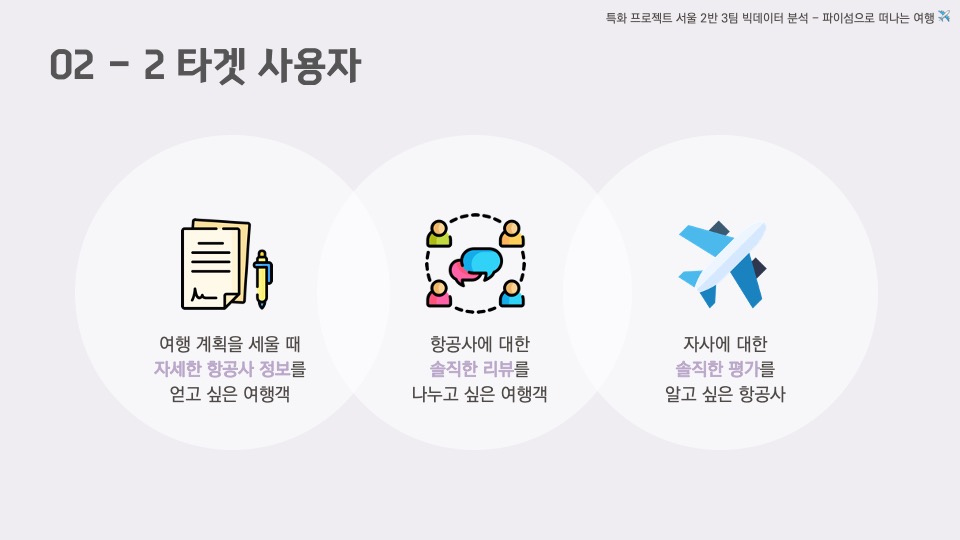 특화 프로젝트 서울 2반 3팀 빅데이터 분석 - 파이섬으로 떠나는 여행
02 - 2 타겟 사용자
여행 계획을 세울 때
자세한 항공사 정보를
얻고 싶은 여행객
항공사에 대한
솔직한 리뷰를
나누고 싶은 여행객
자사에 대한
솔직한 평가를
알고 싶은 항공사